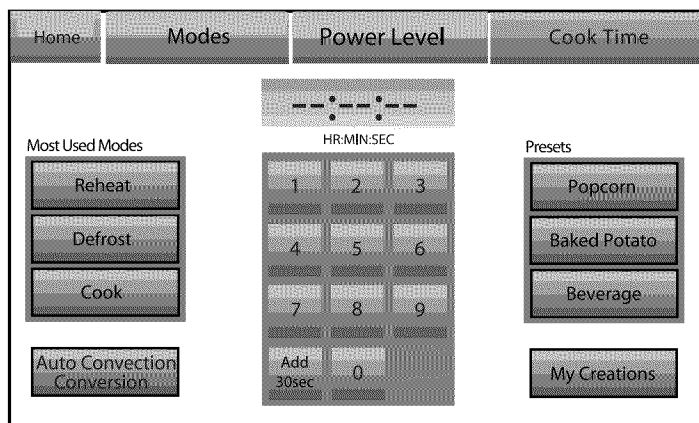 Home Modes Power Level Cook Time
--:--:--
HR:MIN:SEC
Most Used Modes
Reheat
Defrost
Cook
Auto Convection
Conversion
1 2 3
4 5 6
7 8 9
Add
30sec
0
Presets
Popcorn
Baked Potato
Beverage
My Creations